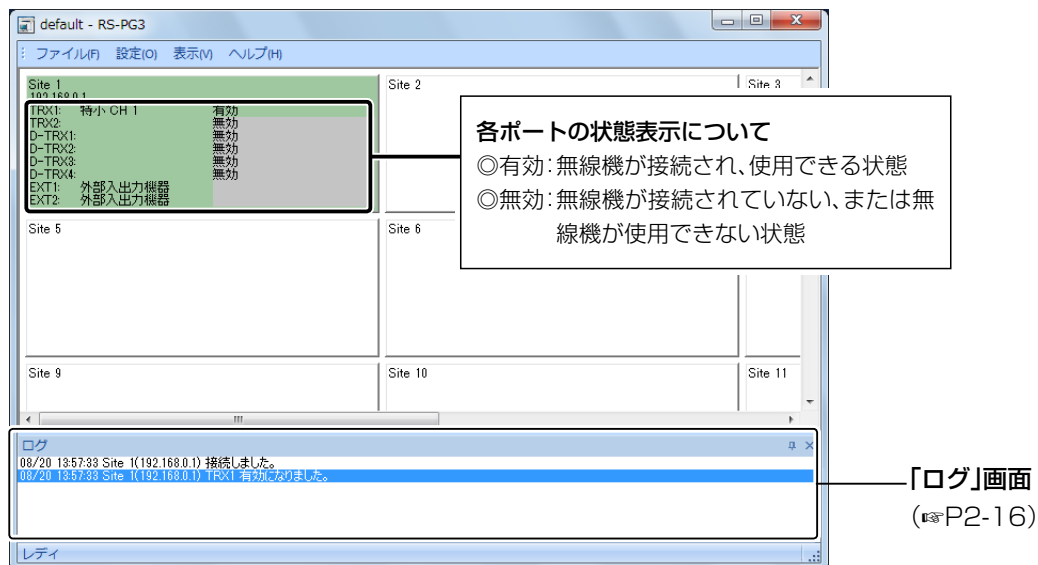 default - RS-PG3
ファイル(F) 設定(O) 表示(V) ヘルプ(H)
Site 1
192.168.0.1
TRX1: 特小 CH 1 有効
TRX2: 無効
D-TRX1: 無効
D-TRX2: 無効
D-TRX3: 無効
D-TRX4: 無効
EXT1: 外部入出力機器
EXT2: 外部入出力機器
Site 2
Site 3
各ポートの状態表示について
◎有効:無線機が接続され、使用できる状態
◎無効:無線機が接続されていない、または無
線機が使用できない状態
Site 5
Site 6
Site 9
Site 10
Site 11
ログ
08/20 13:57:33 Site 1(192.168.0.1) 接続しました。
08/20 13:57:33 Site 1(192.168.0.1) TRX1 有効になりました。
「ログ」画面
(☞P2-16)
レディ